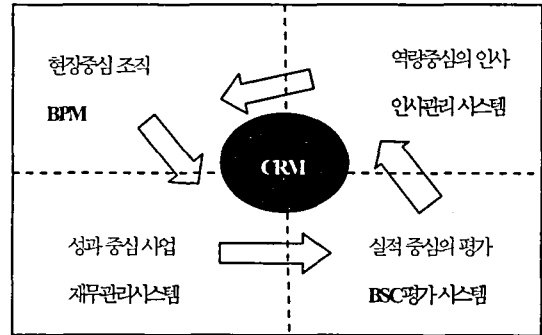 현장중심 조직
BPM
역량중심의 인사
인사관리 시스템
CRM
성과 중심 사업
재무관리시스템
실적 중심의 평가
BSC평가 시스템